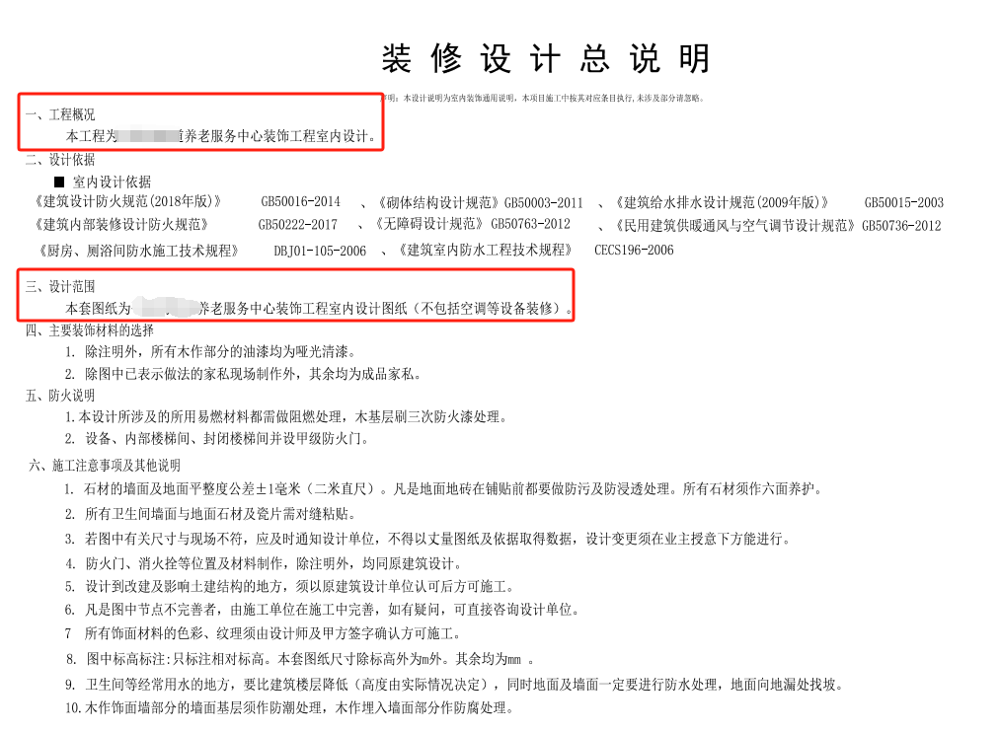 装修设计总说明
声明：本设计说明为室内装饰通用说明，本项目施工中按其对应条目执行,未涉及部分请忽略。
一、工程概况
本工程为 道养老服务中心装饰工程室内设计。
二、设计依据
■ 室内设计依据
《建筑设计防火规范(2018年版)》 GB50016-2014 、《砌体结构设计规范》GB50003-2011 、《建筑给水排水设计规范(2009年版)》 GB50015-2003
《建筑内部装修设计防火规范》 GB50222-2017 、《无障碍设计规范》GB50763-2012 、《民用建筑供暖通风与空气调节设计规范》GB50736-2012
《厨房、厕浴间防水施工技术规程》 DBJ01-105-2006 、《建筑室内防水工程技术规程》 CECS196-2006
三、设计范围
本套图纸为 养老服务中心装饰工程室内设计图纸（不包括空调等设备装修）。
四、主要装饰材料的选择
1. 除注明外，所有木作部分的油漆均为哑光清漆。
2. 除图中已表示做法的家私现场制作外，其余均为成品家私。
五、防火说明
1.本设计所涉及的所用易燃材料都需做阻燃处理，木基层刷三次防火漆处理。
2. 设备、内部楼梯间、封闭楼梯间并设甲级防火门。
六、施工注意事项及其他说明
1. 石材的墙面及地面平整度公差±1毫米（二米直尺）。凡是地面地砖在铺贴前都要做防污及防浸透处理。所有石材须作六面养护。
2. 所有卫生间墙面与地面石材及瓷片需对缝粘贴。
3. 若图中有关尺寸与现场不符，应及时通知设计单位，不得以丈量图纸及依据取得数据，设计变更须在业主授意下方能进行。
4. 防火门、消火拴等位置及材料制作，除注明外，均同原建筑设计。
5. 设计到改建及影响土建结构的地方，须以原建筑设计单位认可后方可施工。
6. 凡是图中节点不完善者，由施工单位在施工中完善，如有疑问，可直接咨询设计单位。
7 所有饰面材料的色彩、纹理须由设计师及甲方签字确认方可施工。
8. 图中标高标注:只标注相对标高。本套图纸尺寸除标高外为m外。其余均为mm 。
9. 卫生间等经常用水的地方，要比建筑楼层降低（高度由实际情况决定），同时地面及墙面一定要进行防水处理，地面向地漏处找坡。
10.木作饰面墙部分的墙面基层须作防潮处理，木作埋入墙面部分作防腐处理。